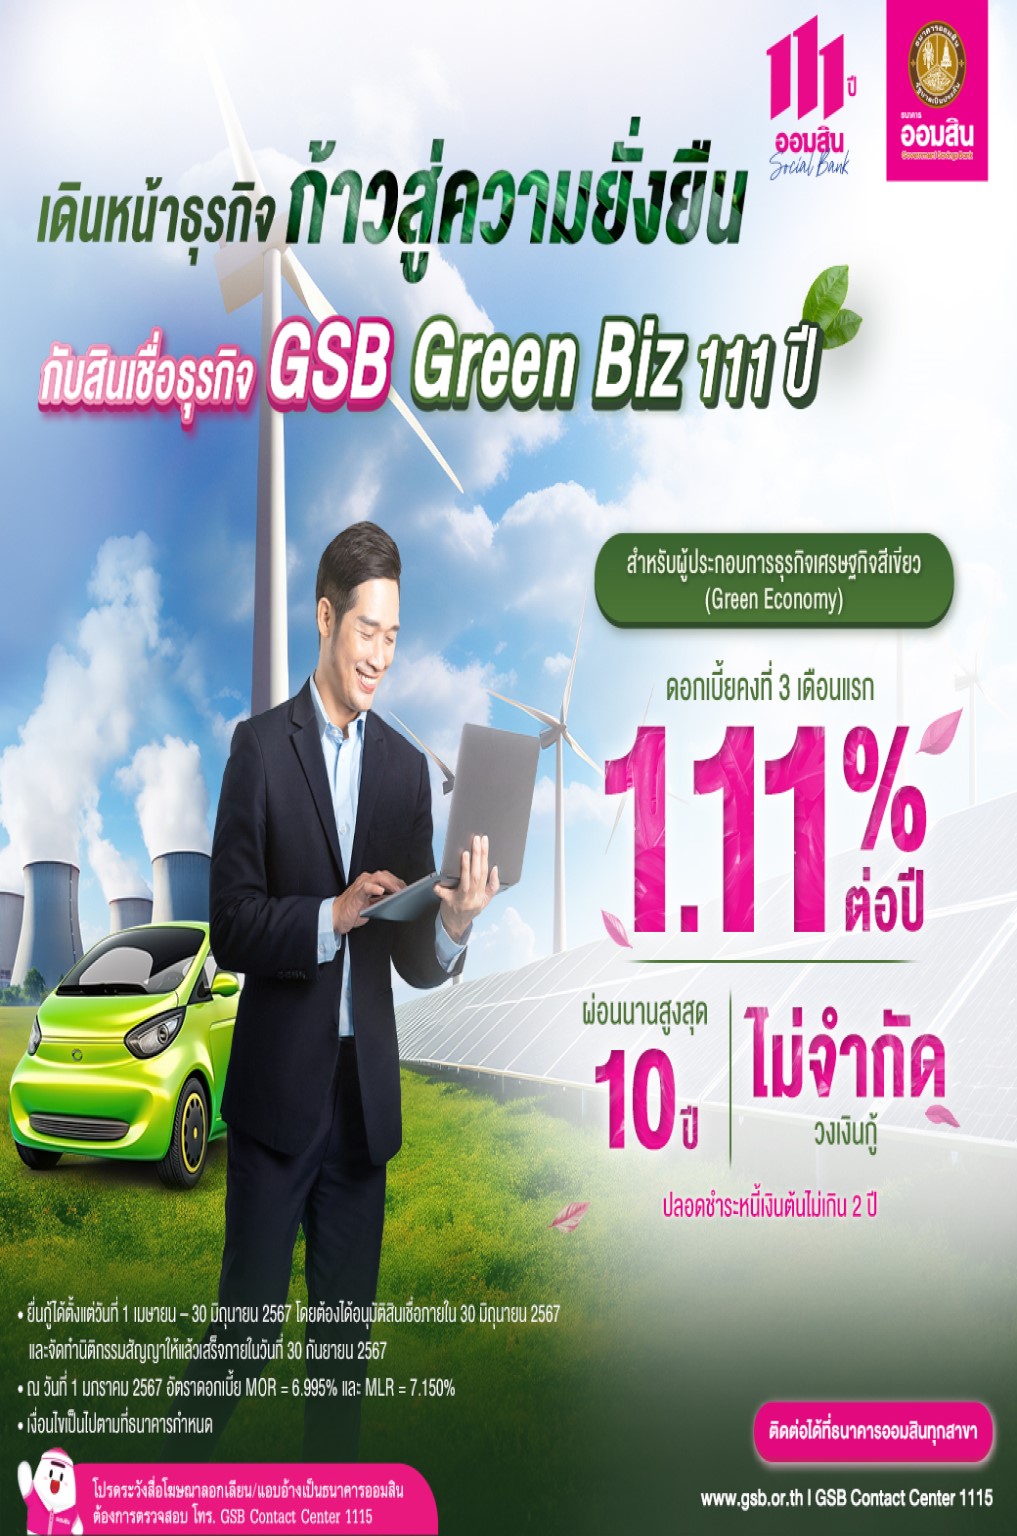 111 ปี
ออมสิน
Social Bank
ธนาคารออมสิน
ธนาคาร
ออมสิน
Government Savings Bank
เดินหน้าธุรกิจ ก้าวสู่ความยั่งยืน
กับสินเชื่อธุรกิจ GSB Green Biz 111 ปี
สำหรับผู้ประกอบการธุรกิจเศรษฐกิจสีเขียว
(Green Economy)
ดอกเบี้ยคงที่ 3 เดือนแรก
1.11%
ต่อปี
ผ่อนนานสูงสุด
10 ปี
ไม่จำกัด
วงเงินกู้
ปลอดชำระหนี้เงินต้นไม่เกิน 2 ปี
• ยื่นกู้ได้ตั้งแต่วันที่ 1 เมษายน – 30 มิถุนายน 2567 โดยต้องได้อนุมัติสินเชื่อภายใน 30 มิถุนายน 2567
และจัดทำนิติกรรมสัญญาให้แล้วเสร็จภายในวันที่ 30 กันยายน 2567
• ณ วันที่ 1 มกราคม 2567 อัตราดอกเบี้ย MOR = 6.995% และ MLR = 7.150%
• เงื่อนไขเป็นไปตามที่ธนาคารกำหนด
ติดต่อได้ที่ธนาคารออมสินทุกสาขา
โปรดระวังสื่อโฆษณาลอกเลียน/แอบอ้างเป็นธนาคารออมสิน
ต้องการตรวจสอบ โทร. GSB Contact Center 1115
www.gsb.or.th | GSB Contact Center 1115